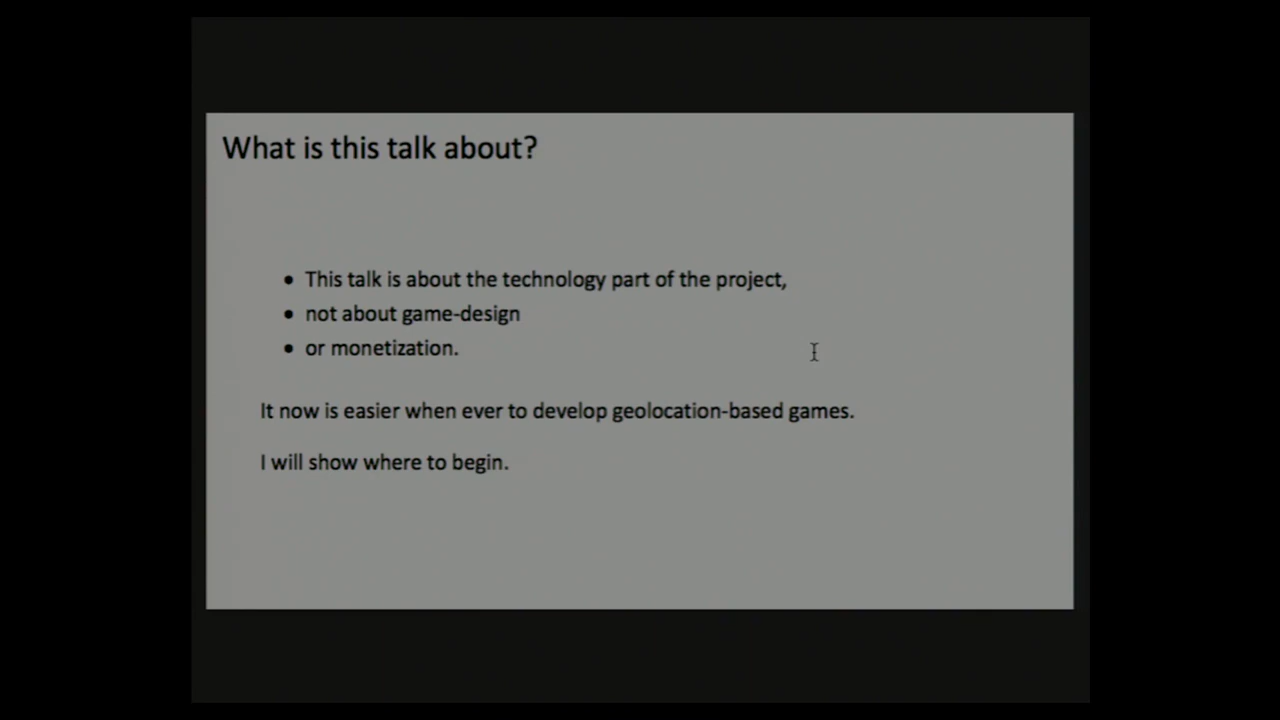 What is this talk about?
• This talk is about the technology part of the project,
• not about game-design
• or monetization.
It now is easier when ever to develop geolocation-based games.
I will show where to begin.